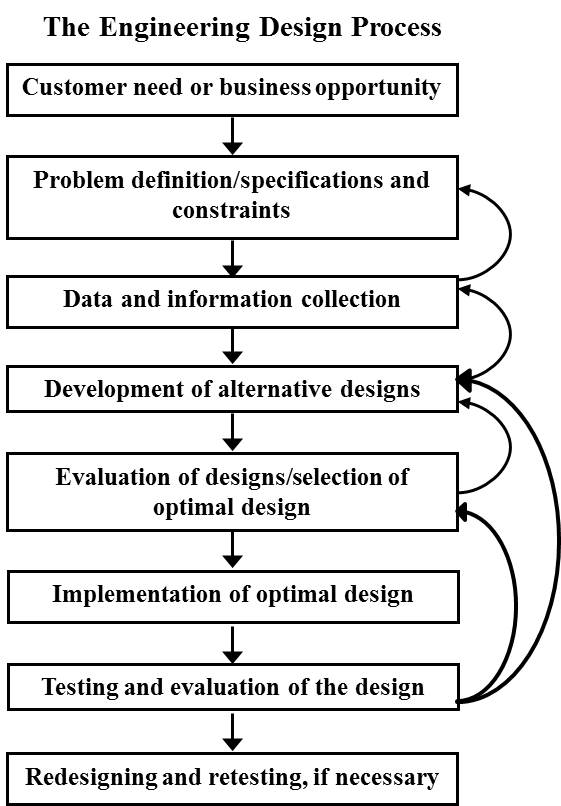 The Engineering Design Process
Customer need or business opportunity
Problem definition/specifications and
constraints
Data and information collection
Development of alternative designs
Evaluation of designs/selection of
optimal design
Implementation of optimal design
Testing and evaluation of the design
Redesigning and retesting, if necessary